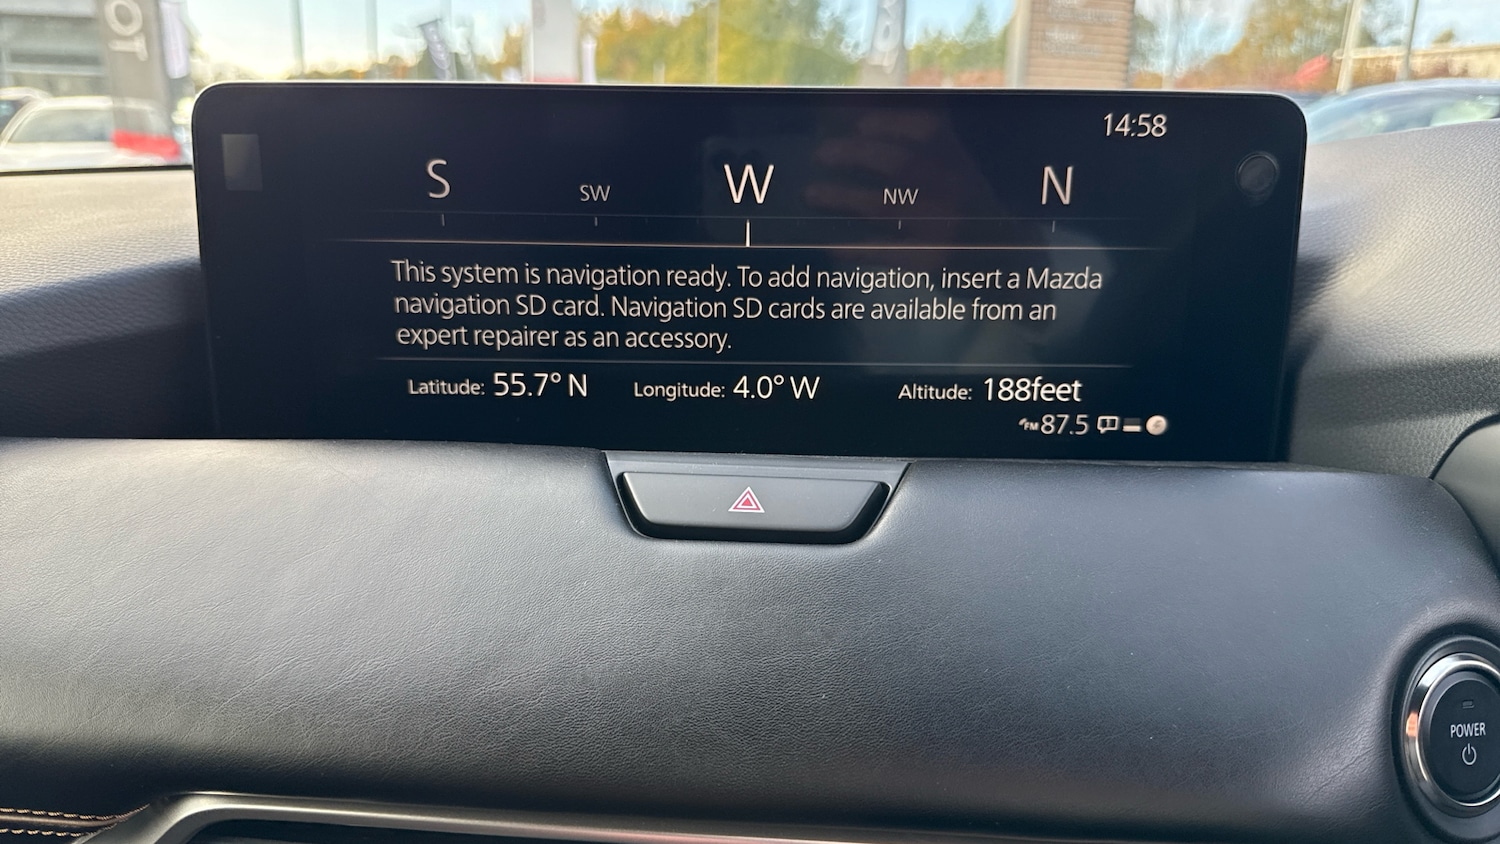 OT
14:58
S SW W NW N
This system is navigation ready. To add navigation, insert a Mazda
navigation SD card. Navigation SD cards are available from an
expert repairer as an accessory.
Latitude: 55.7° N Longitude: 4.0° W Altitude: 188feet
FM 87.5
POWER